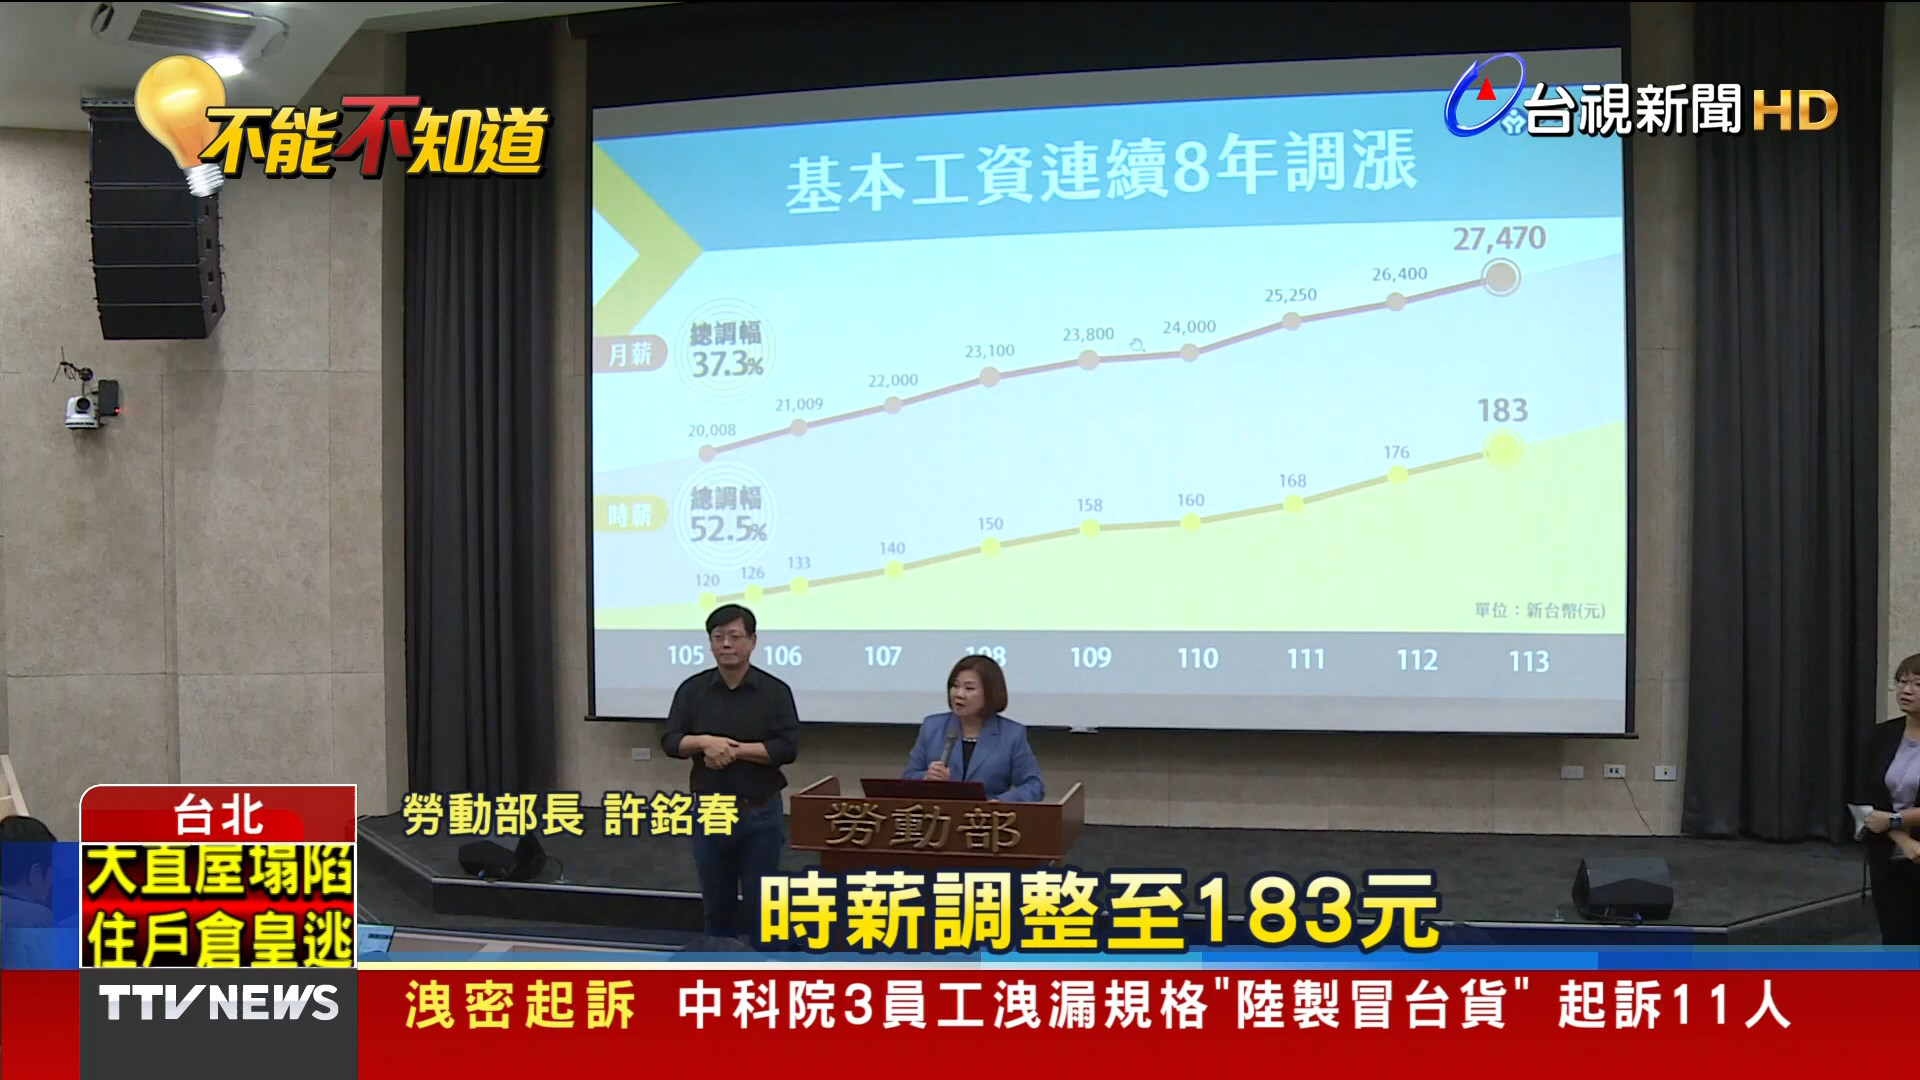 不能不知道
台視新聞HD
基本工資連續8年調漲
27,470
26,400
25,250
24,000
23,800
23,100
22,000
21,009
20,008
月薪
總調幅
37.3%
183
176
168
160
158
150
140
133
126
120
時薪
總調幅
52.5%
單位：新台幣(元)
105 106 107 108 109 110 111 112 113
台北
勞動部長 許銘春
勞動部
大直屋塌陷
住戶倉皇逃
時薪調整至183元
TTV NEWS
洩密起訴 中科院3員工洩漏規格"陸製冒台貨" 起訴11人